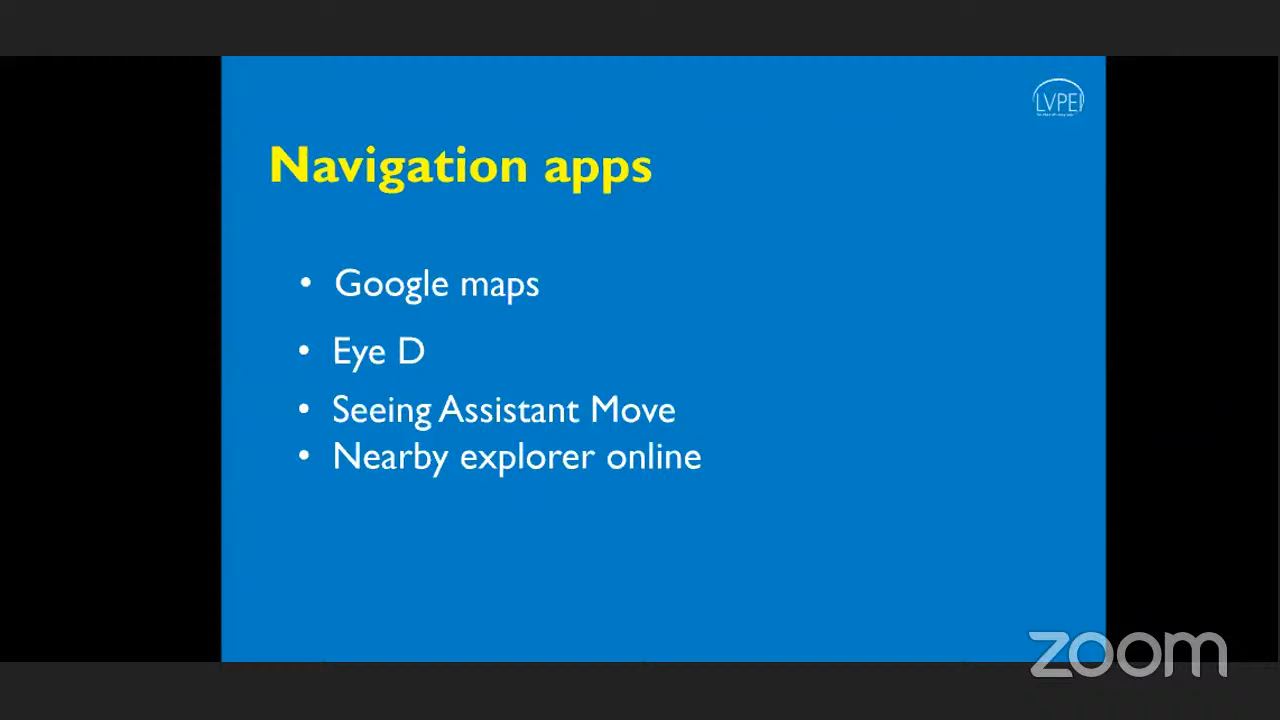 LVPEI
Navigation apps
• Google maps
• Eye D
• Seeing Assistant Move
• Nearby explorer online
zoom